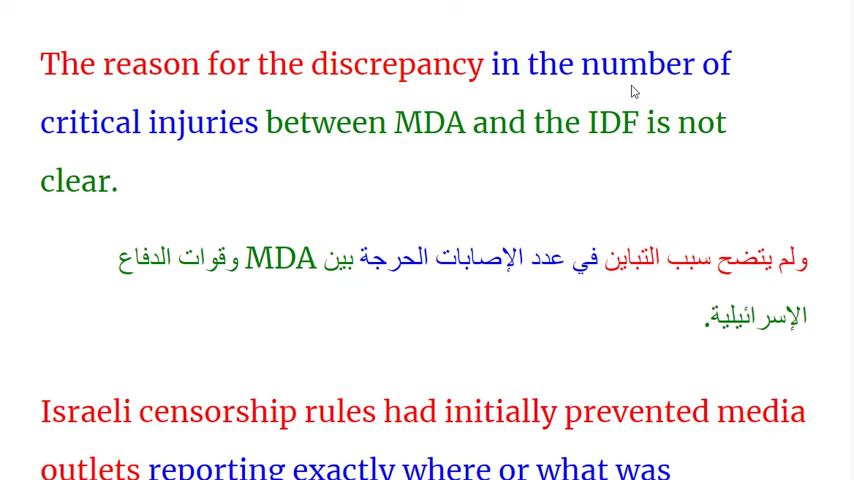 The reason for the discrepancy in the number of
critical injuries between MDA and the IDF is not
clear.
ولم يتضح سبب التباين في عدد الإصابات الحرجة بين MDA وقوات الدفاع
الإسرائيلية.
Israeli censorship rules had initially prevented media
outlets reporting exactly where or what was